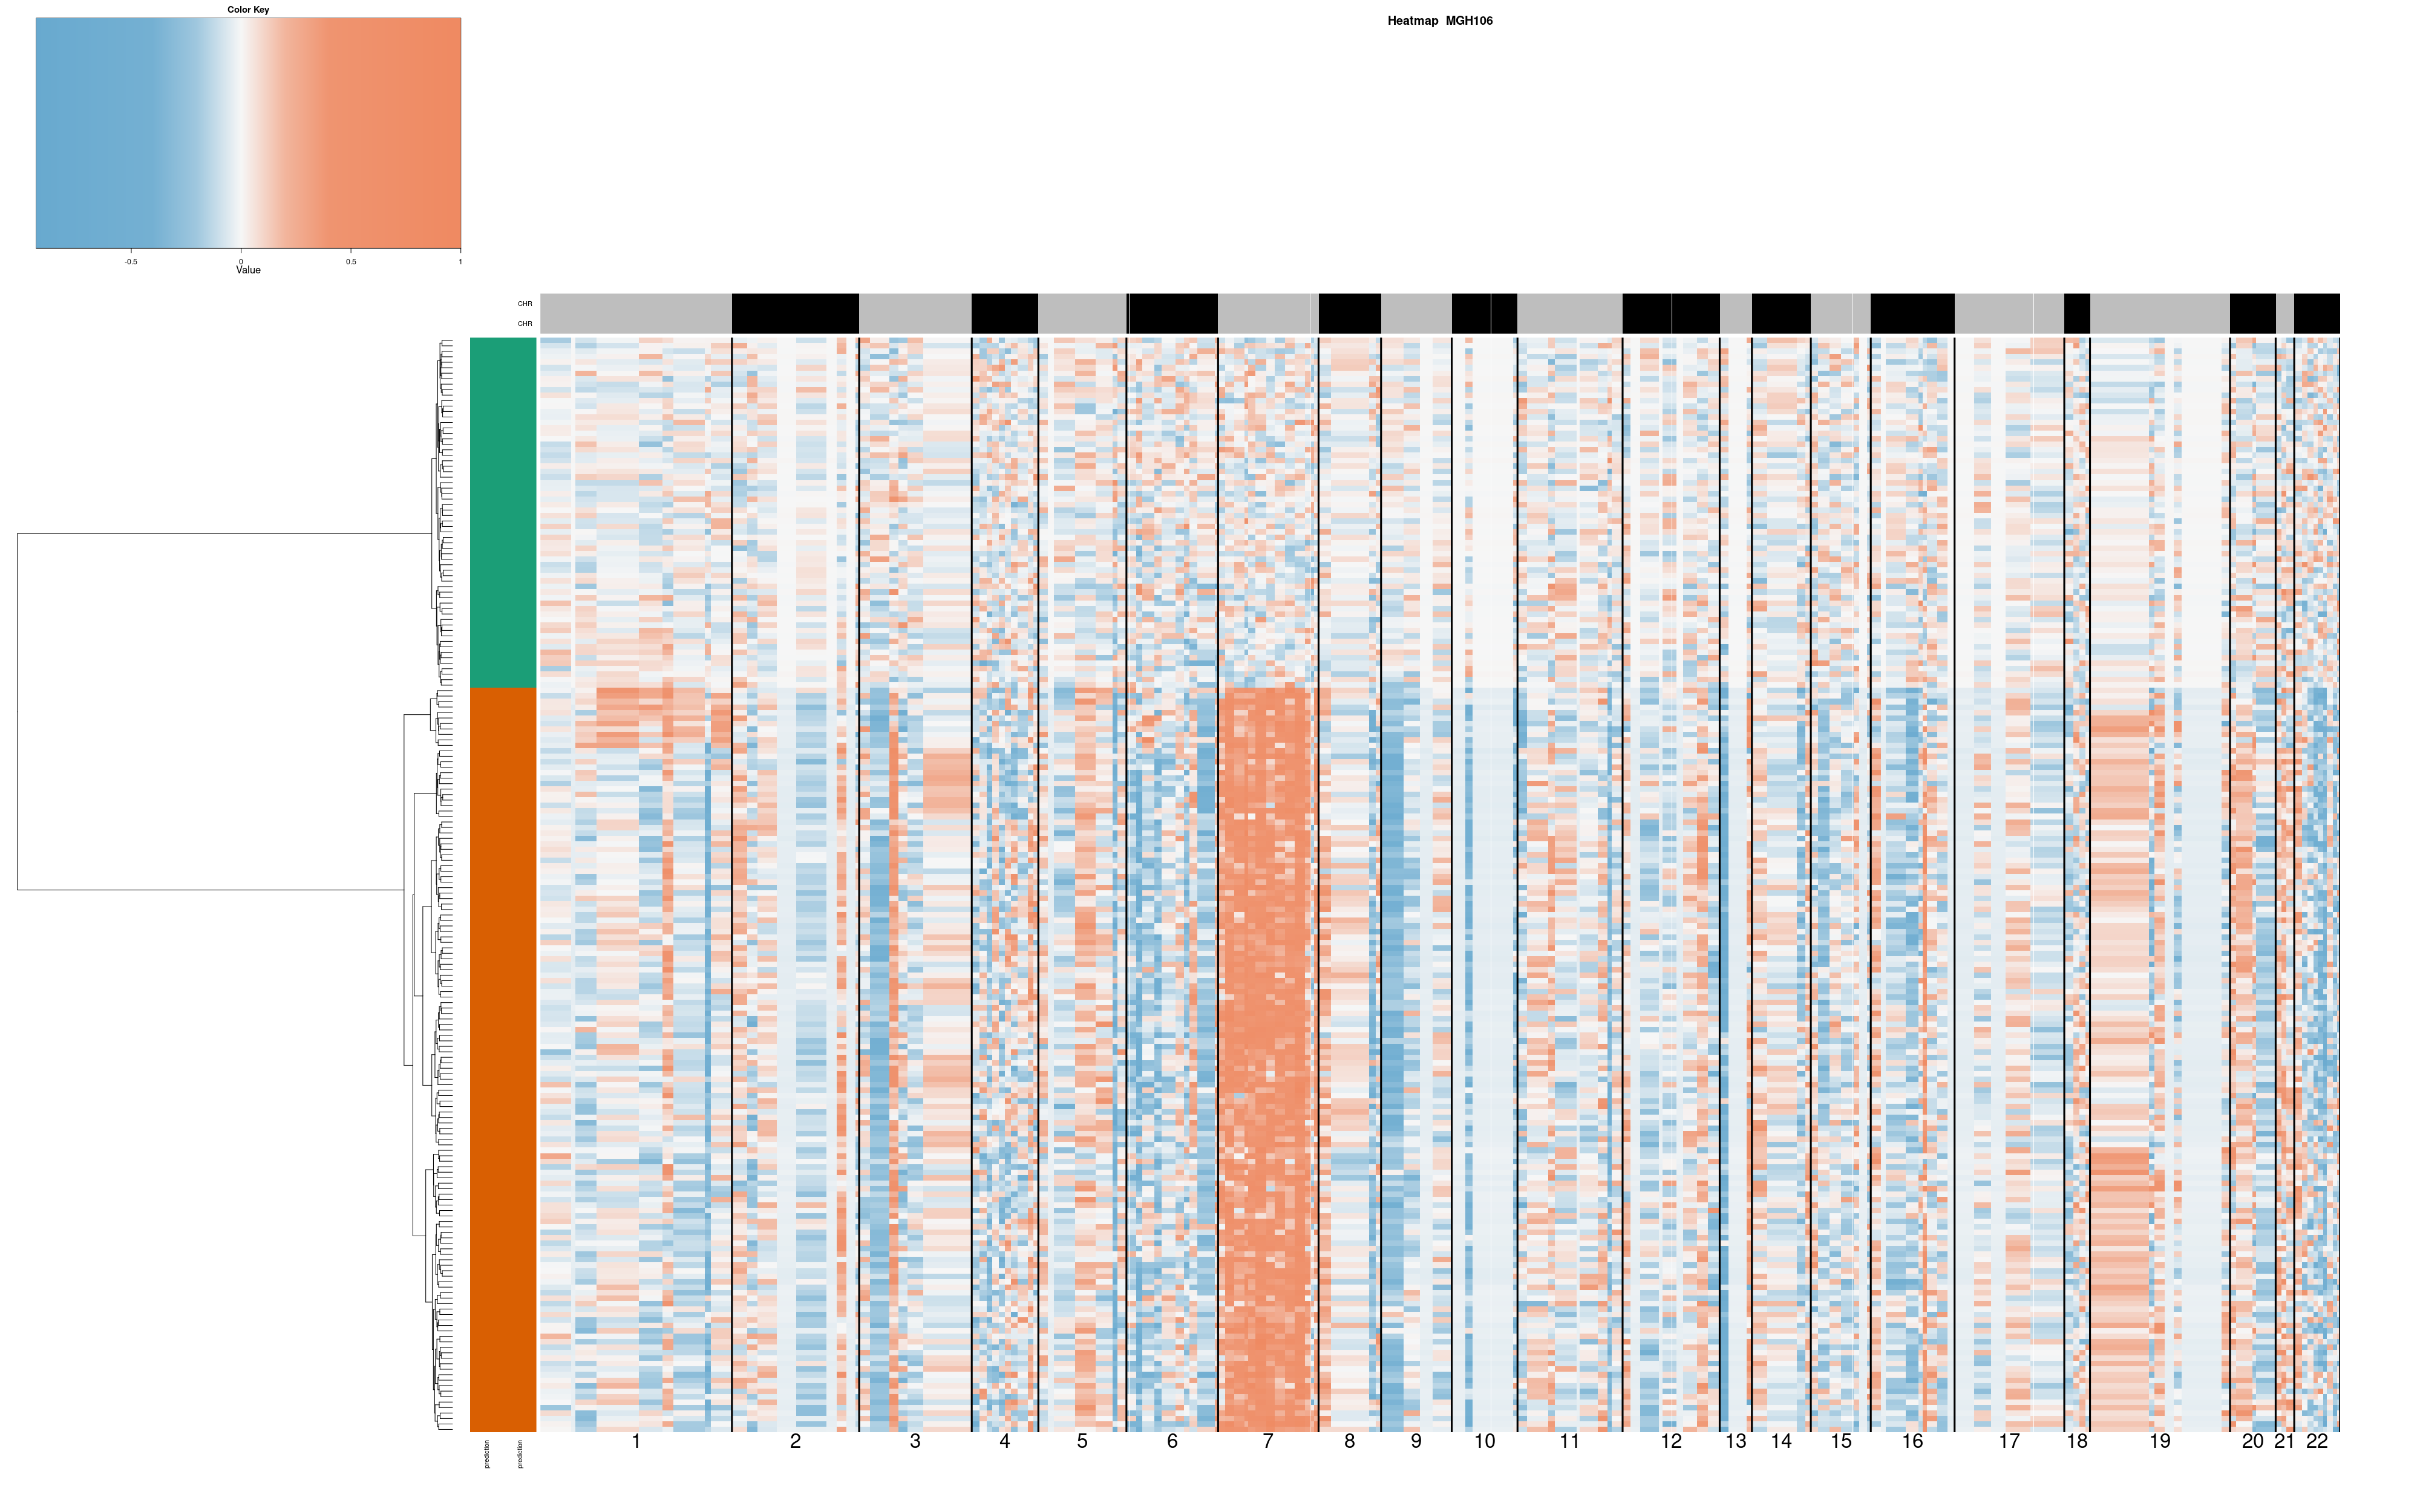 Color Key
Heatmap MGH106
-0.5 0 0.5 1
Value
CHR
CHR
prediction prediction
1 2 3 4 5 6 7 8 9 10 11 12 13 14 15 16 17 18 19 20 21 22